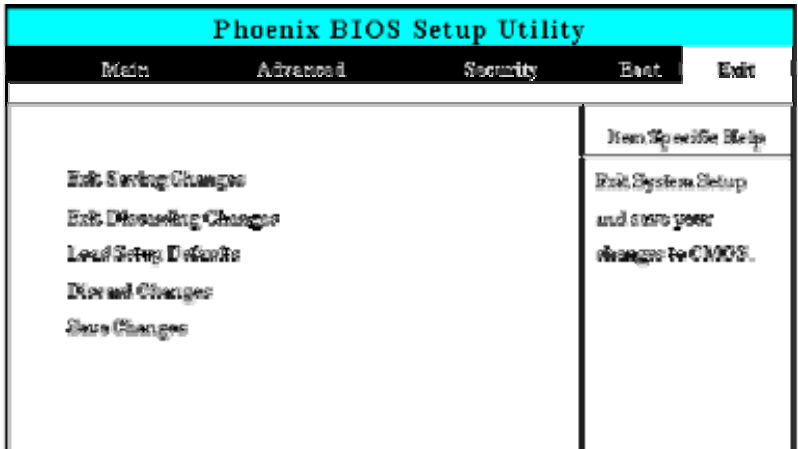 Phoenix BIOS Setup Utility
Main Advanced Security Boot Exit
Item Specific Help
Exit Saving Changes
Exit Discarding Changes
Load Setup Defaults
Discard Changes
Save Changes
Exit System Setup
and save your
changes to CMOS.